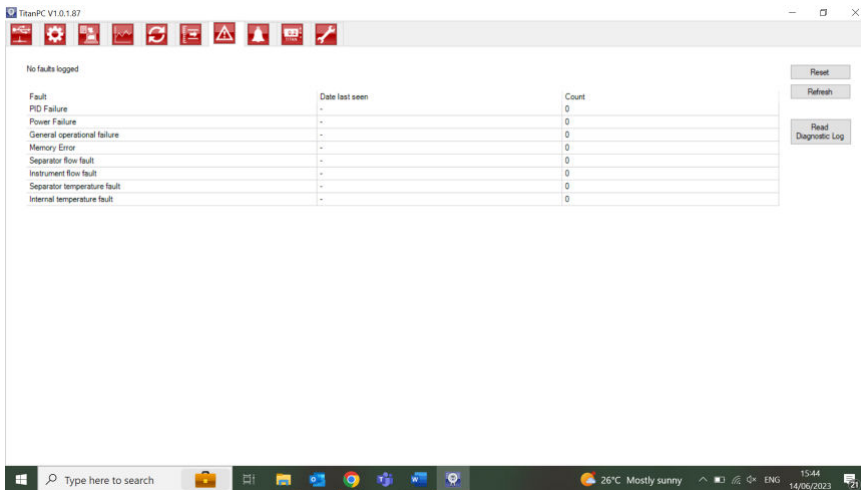 TitanPC V1.0.1.87
No faults logged
Reset
Refresh
Read
Diagnostic Log
Fault Date last seen Count
PID Failure - 0
Power Failure - 0
General operational failure - 0
Memory Error - 0
Separator flow fault - 0
Instrument flow fault - 0
Separator temperature fault - 0
Internal temperature fault - 0
Type here to search
26°C Mostly sunny
ENG
15:44
14/06/2023
21